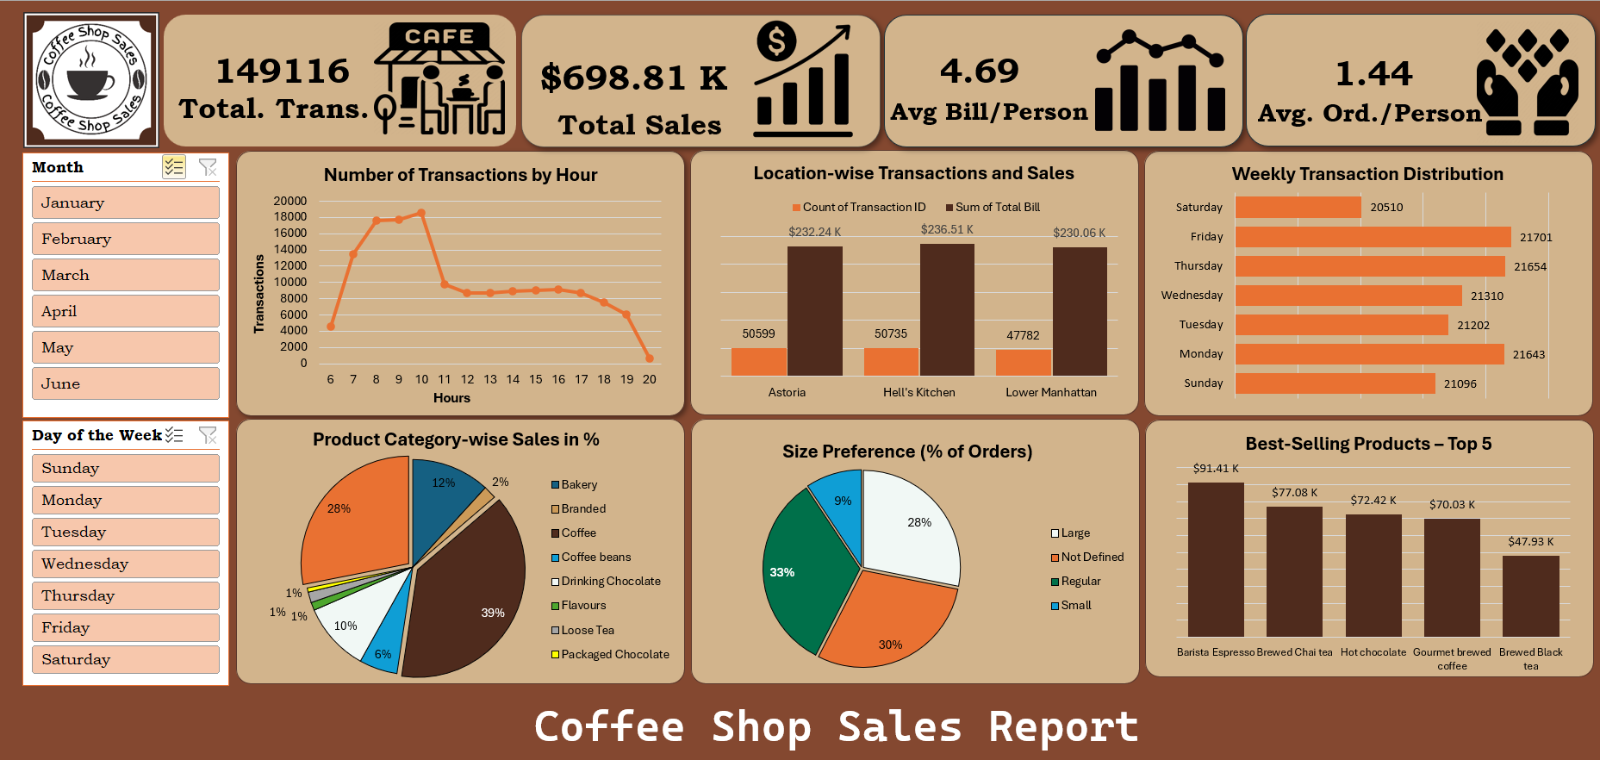 Coffee Shop Sales
Coffee Shop Sales
149116
Total. Trans.
CAFE
$698.81 K
Total Sales
$
4.69
Avg Bill/Person
1.44
Avg. Ord./Person
Month
January
February
March
April
May
June
Day of the Week
Sunday
Monday
Tuesday
Wednesday
Thursday
Friday
Saturday
Number of Transactions by Hour
Transactions
20000
18000
16000
14000
12000
10000
8000
6000
4000
2000
0
6 7 8 9 10 11 12 13 14 15 16 17 18 19 20
Hours
Location-wise Transactions and Sales
Count of Transaction ID Sum of Total Bill
$232.24 K $236.51 K $230.06 K
50599 50735 47782
Astoria Hell's Kitchen Lower Manhattan
Weekly Transaction Distribution
Saturday 20510
Friday 21701
Thursday 21654
Wednesday 21310
Tuesday 21202
Monday 21643
Sunday 21096
Product Category-wise Sales in %
12%
2%
39%
6%
10%
1%
1%
1%
28%
Bakery
Branded
Coffee
Coffee beans
Drinking Chocolate
Flavours
Loose Tea
Packaged Chocolate
Size Preference (% of Orders)
28%
30%
33%
9%
Large
Not Defined
Regular
Small
Best-Selling Products – Top 5
$91.41 K
$77.08 K
$72.42 K
$70.03 K
$47.93 K
Barista Espresso Brewed Chai tea Hot chocolate Gourmet brewed Brewed Black
coffee tea
Coffee Shop Sales Report